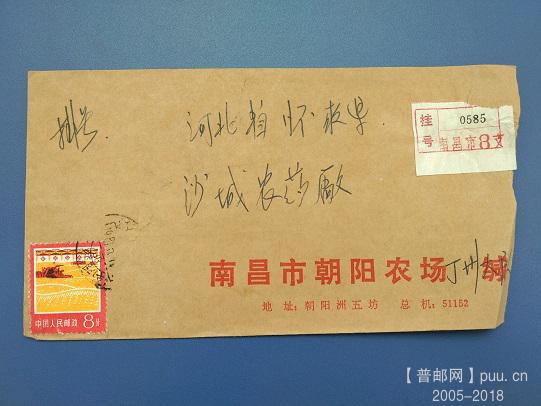 挂号
河北省怀来县
沙城农药厰
挂号
0585
南昌市8支
中国人民邮政
8分
南昌市朝阳农场
地址:朝阳洲五坊 总机:51152
【普邮网】puu.cn
2005-2018